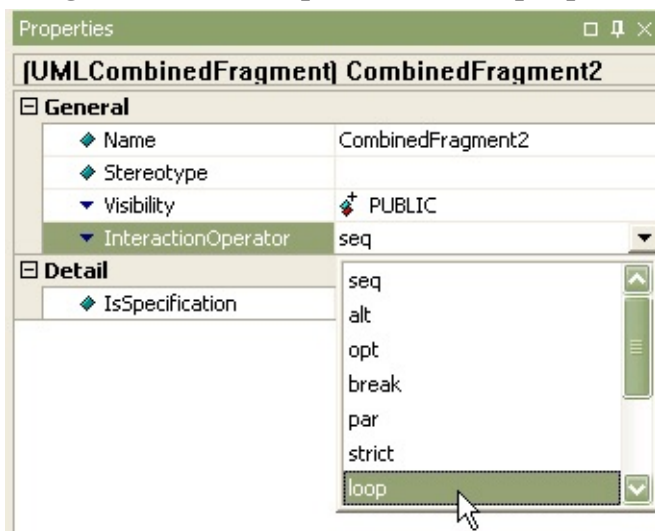 Properties
(UMLCombinedFragment) CombinedFragment2
General
Name CombinedFragment2
Stereotype
Visibility PUBLIC
InteractionOperator seq
Detail
IsSpecification
seq
alt
opt
break
par
strict
loop